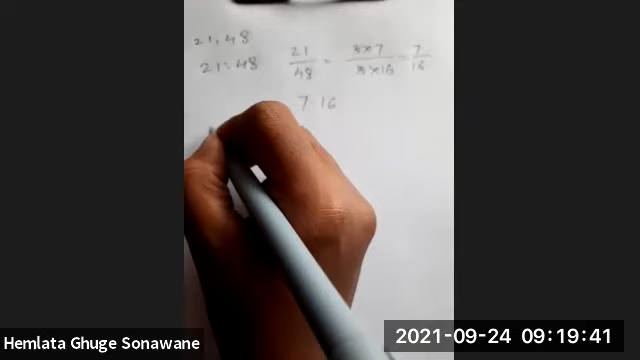 21, 48
21:48 21/48 = 3×7/3×16 = 7/16
7 16
Hemlata Ghuge Sonawane
2021-09-24 09:19:41